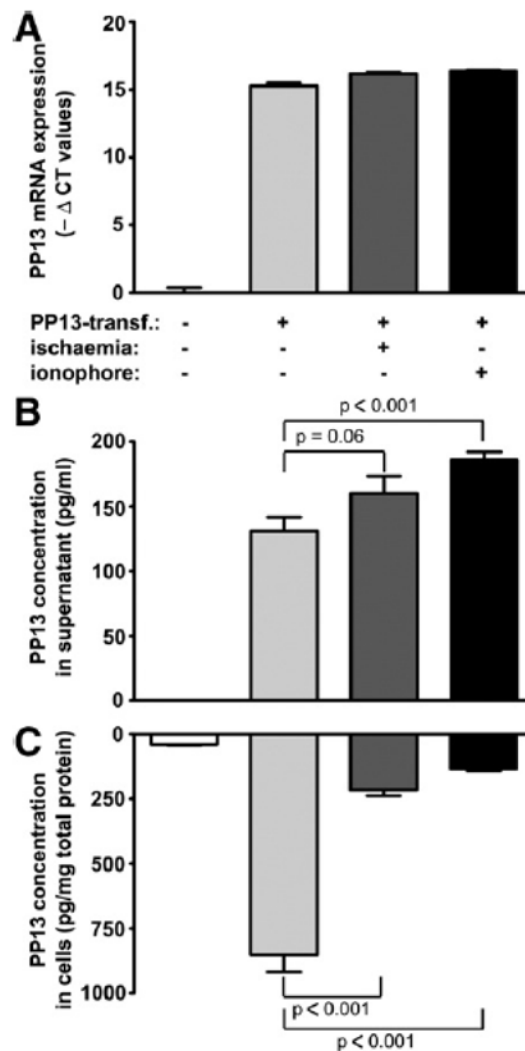 A
PP13 mRNA expression
(– Δ CT values)
20
15
10
5
0
PP13-transf.: - + + +
ischaemia: - - + -
ionophore: - - - +
B
p < 0.001
p = 0.06
PP13 concentration
in supernatant (pg/ml)
200
150
100
50
0
C
PP13 concentration
in cells (pg/mg total protein)
0
250
500
750
1000
p < 0.001
p < 0.001